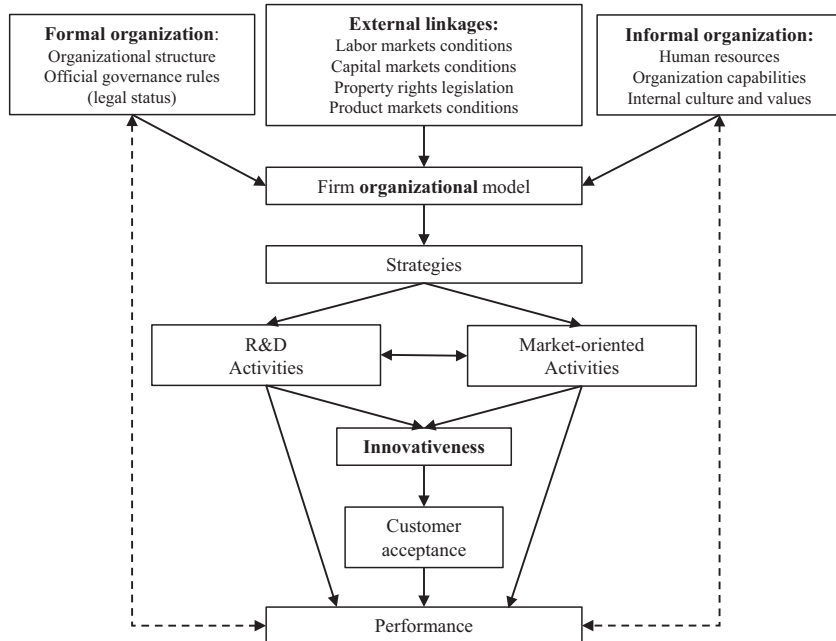 Formal organization:
Organizational structure
Official governance rules
(legal status)
External linkages:
Labor markets conditions
Capital markets conditions
Property rights legislation
Product markets conditions
Informal organization:
Human resources
Organization capabilities
Internal culture and values
Firm organizational model
Strategies
R&D
Activities
Market-oriented
Activities
Innovativeness
Customer
acceptance
Performance